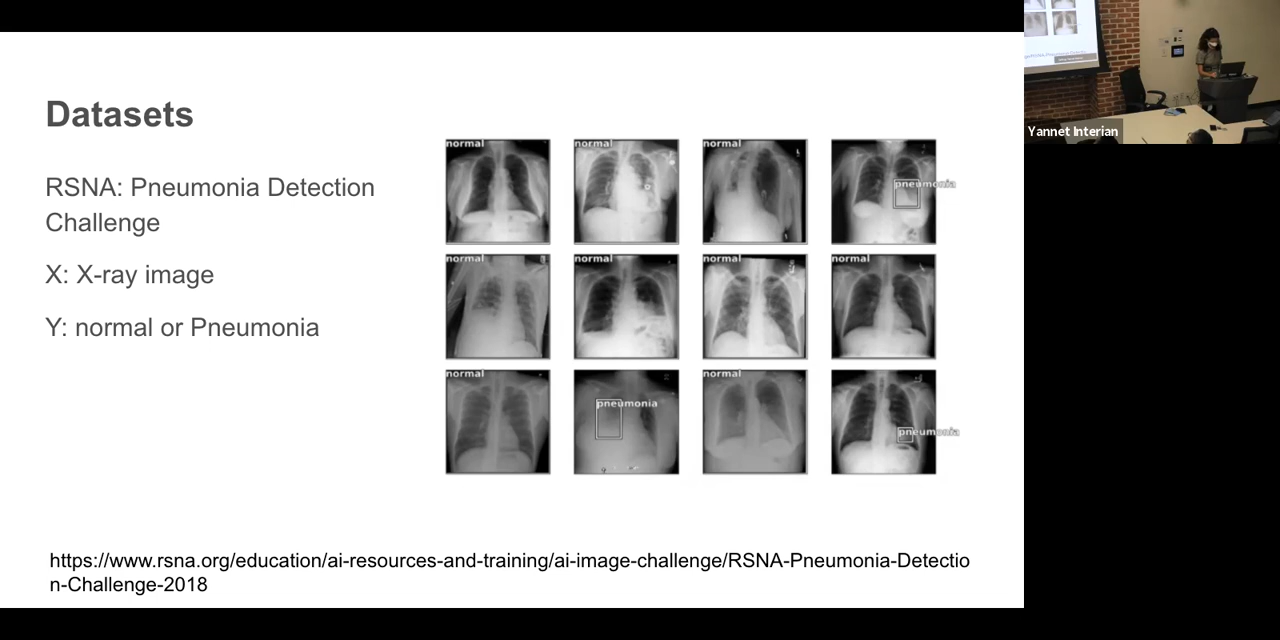 Datasets
RSNA: Pneumonia Detection
Challenge
X: X-ray image
Y: normal or Pneumonia
normal
normal
normal
pneumonia
normal
normal
normal
normal
normal
pneumonia
normal
pneumonia
https://www.rsna.org/education/ai-resources-and-training/ai-image-challenge/RSNA-Pneumonia-Detectio
n-Challenge-2018
Yannet Interian